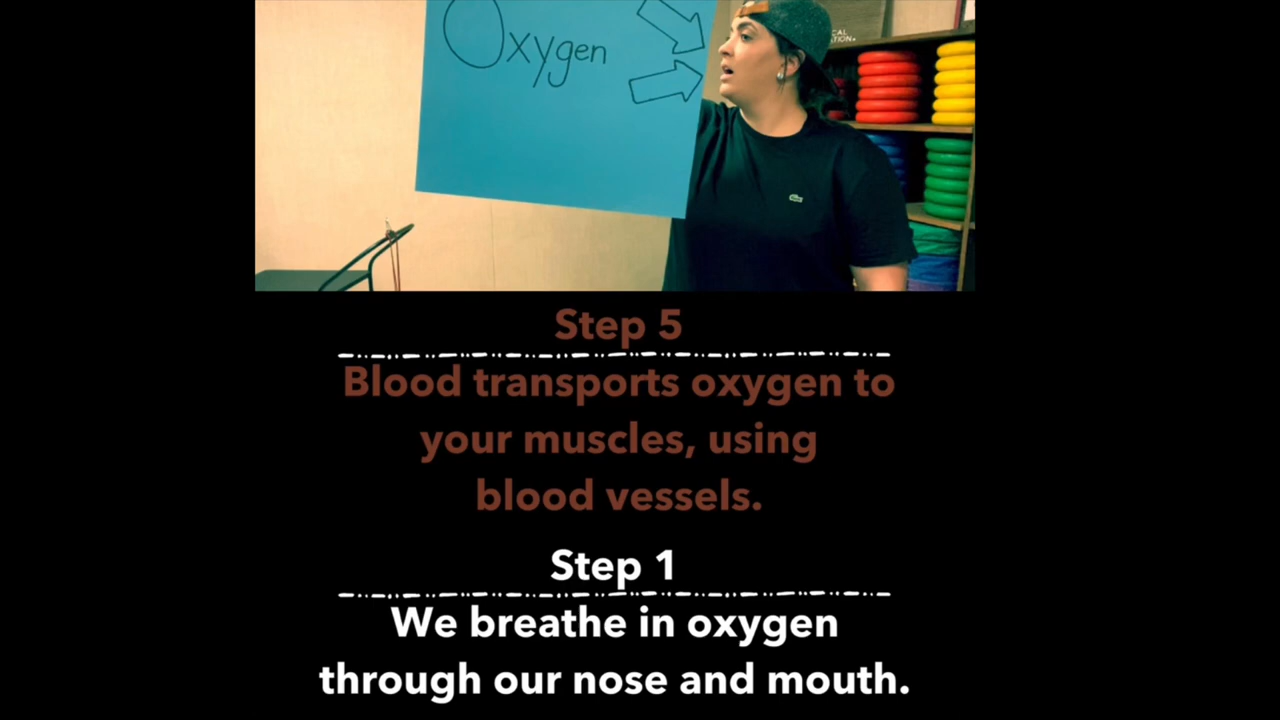 Oxygen
Step 5
Blood transports oxygen to
your muscles, using
blood vessels.
Step 1
We breathe in oxygen
through our nose and mouth.